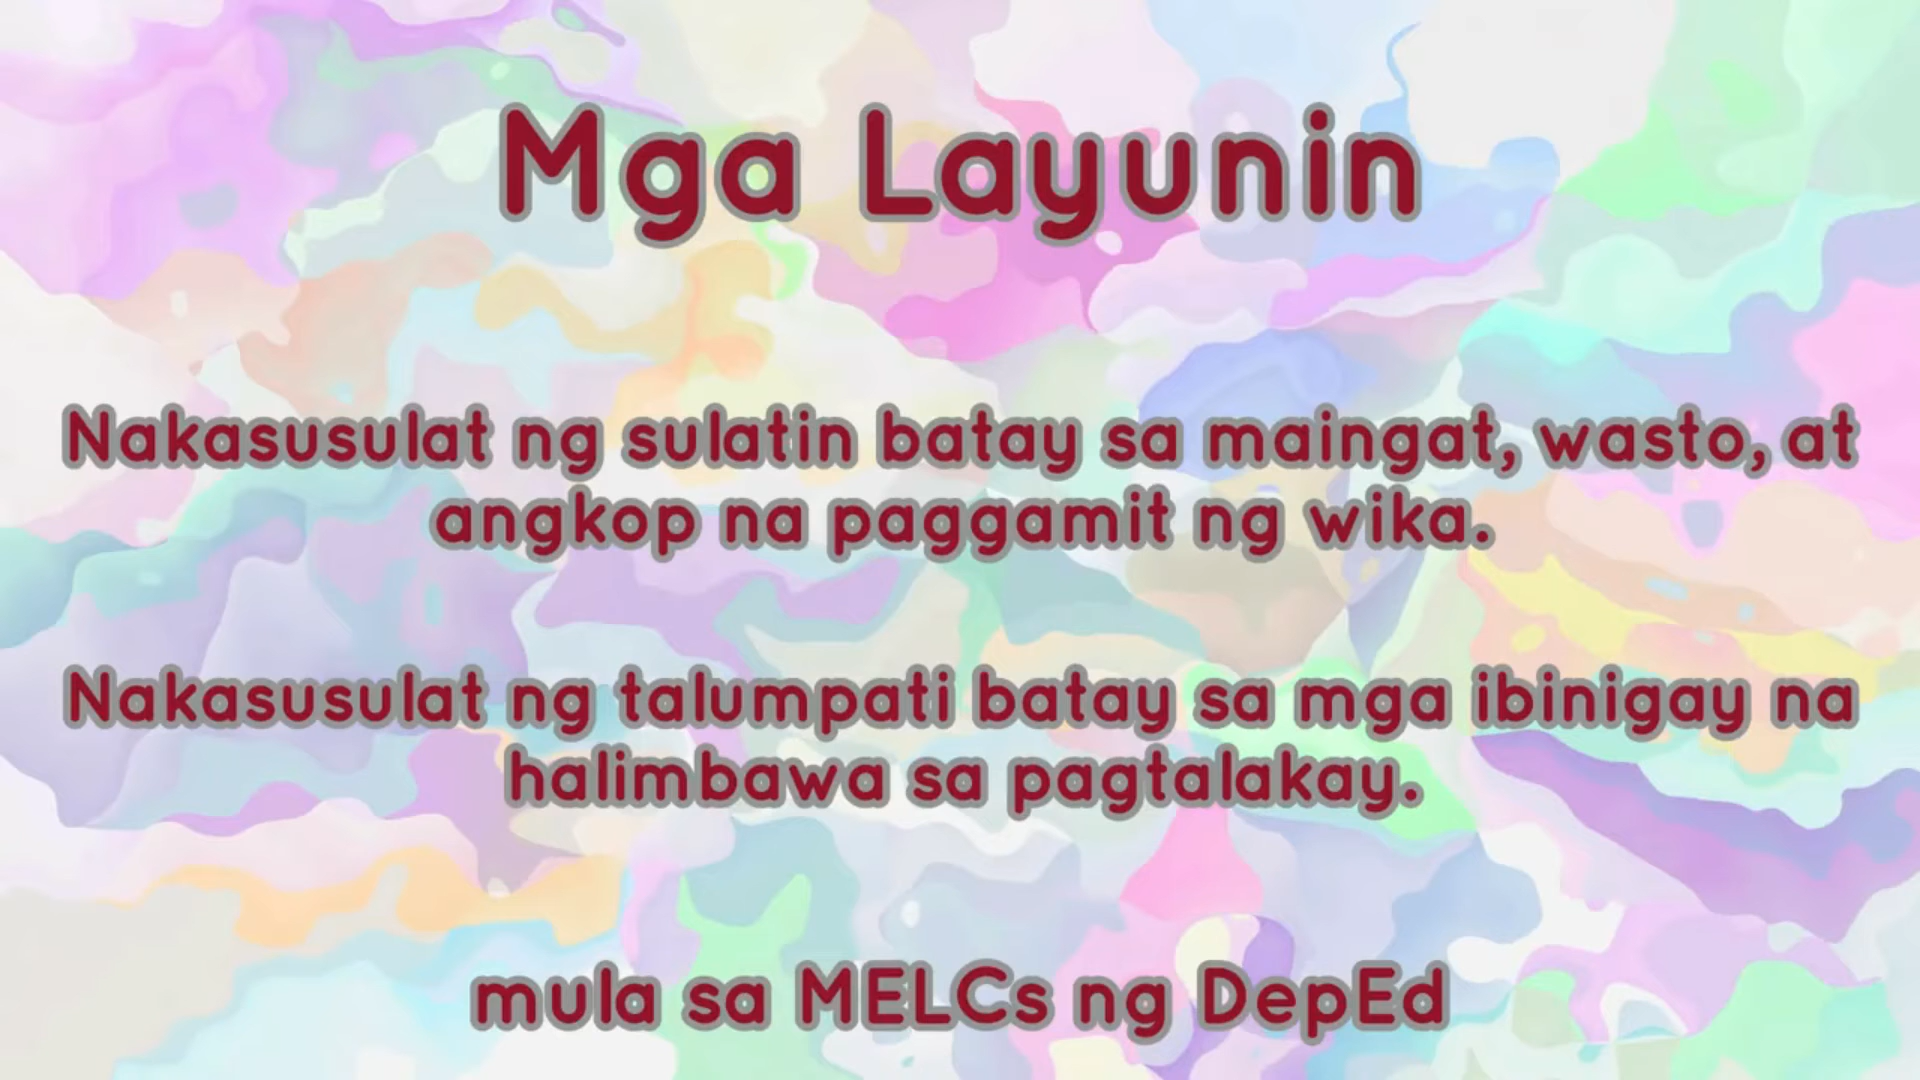 Mga Layunin
Nakasusulat ng sulatin batay sa maingat, wasto, at
angkop na paggamit ng wika.
Nakasusulat ng talumpati batay sa mga ibinigay na
halimbawa sa pagtalakay.
mula sa MELCs ng DepEd